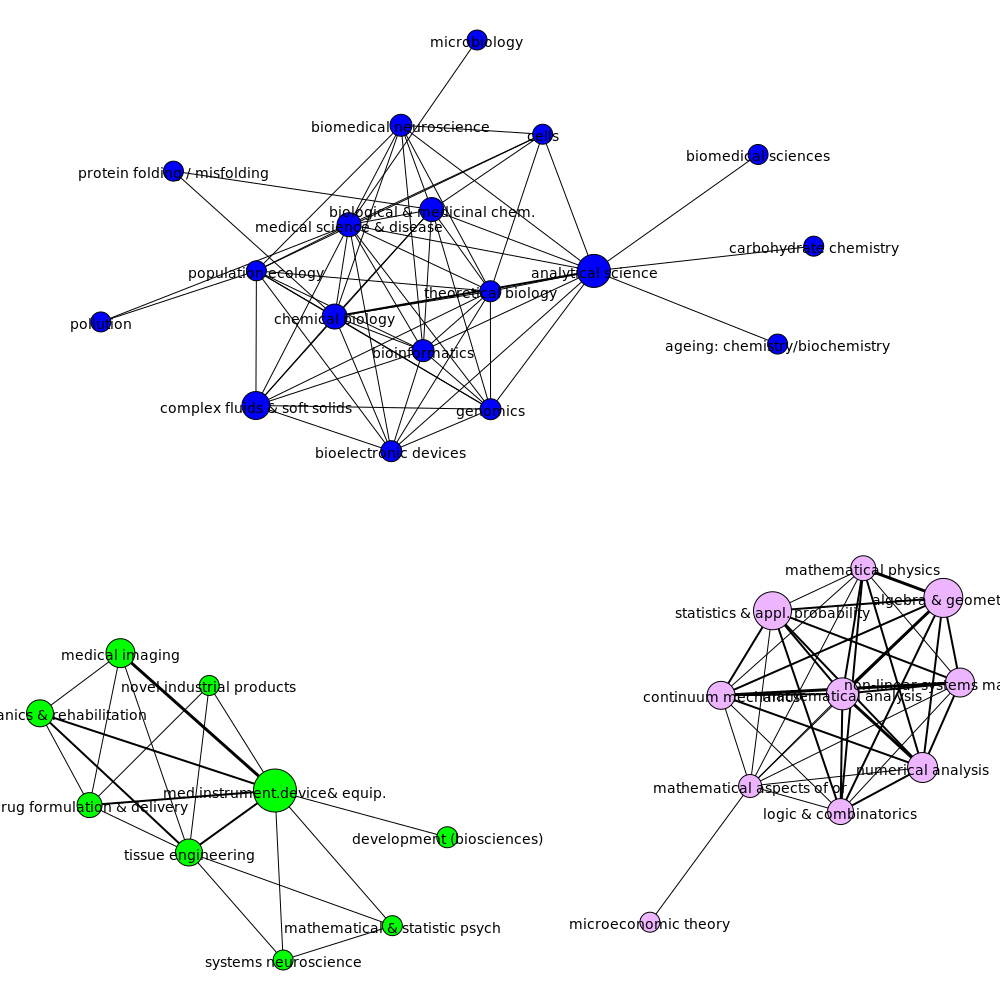 microbiology
biomedical neuroscience
cells
biomedical sciences
protein folding / misfolding
biological & medicinal chem.
medical science & disease
carbohydrate chemistry
population ecology
analytical science
theoretical biology
pollution
chemical biology
ageing: chemistry/biochemistry
bioinformatics
complex fluids & soft solids
genomics
bioelectronic devices
mathematical physics
algebra & geomet
statistics & appl. probability
medical imaging
novel industrial products
non-linear systems ma
continuum mechanics
mathematical analysis
anics & rehabilitation
numerical analysis
med.instrument.device& equip.
mathematical aspects of or
rug formulation & delivery
logic & combinatorics
development (biosciences)
tissue engineering
microeconomic theory
mathematical & statistic psych
systems neuroscience